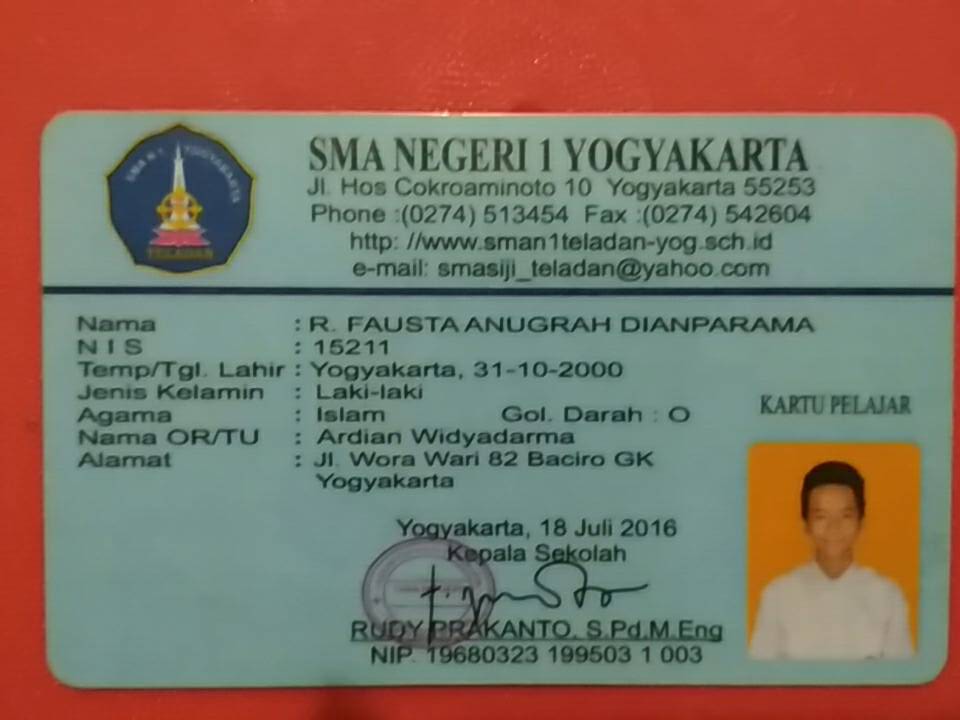 SMA N 1 YOGYAKARTA
TELADAN
SMA NEGERI 1 YOGYAKARTA
Jl. Hos Cokroaminoto 10 Yogyakarta 55253
Phone :(0274) 513454 Fax :(0274) 542604
http: //www.sman1teladan-yog.sch.id
e-mail: smasiji_teladan@yahoo.com
Nama : R. FAUSTA ANUGRAH DIANPARAMA
N I S : 15211
Temp/Tgl. Lahir : Yogyakarta, 31-10-2000
Jenis Kelamin : Laki-laki
Agama : Islam Gol. Darah : O
Nama OR/TU : Ardian Widyadarma
Alamat : Jl. Wora Wari 82 Baciro GK
Yogyakarta
KARTU PELAJAR
Yogyakarta, 18 Juli 2016
Kepala Sekolah
RUDY PRAKANTO, S.Pd.M.Eng
NIP. 19680323 199503 1 003